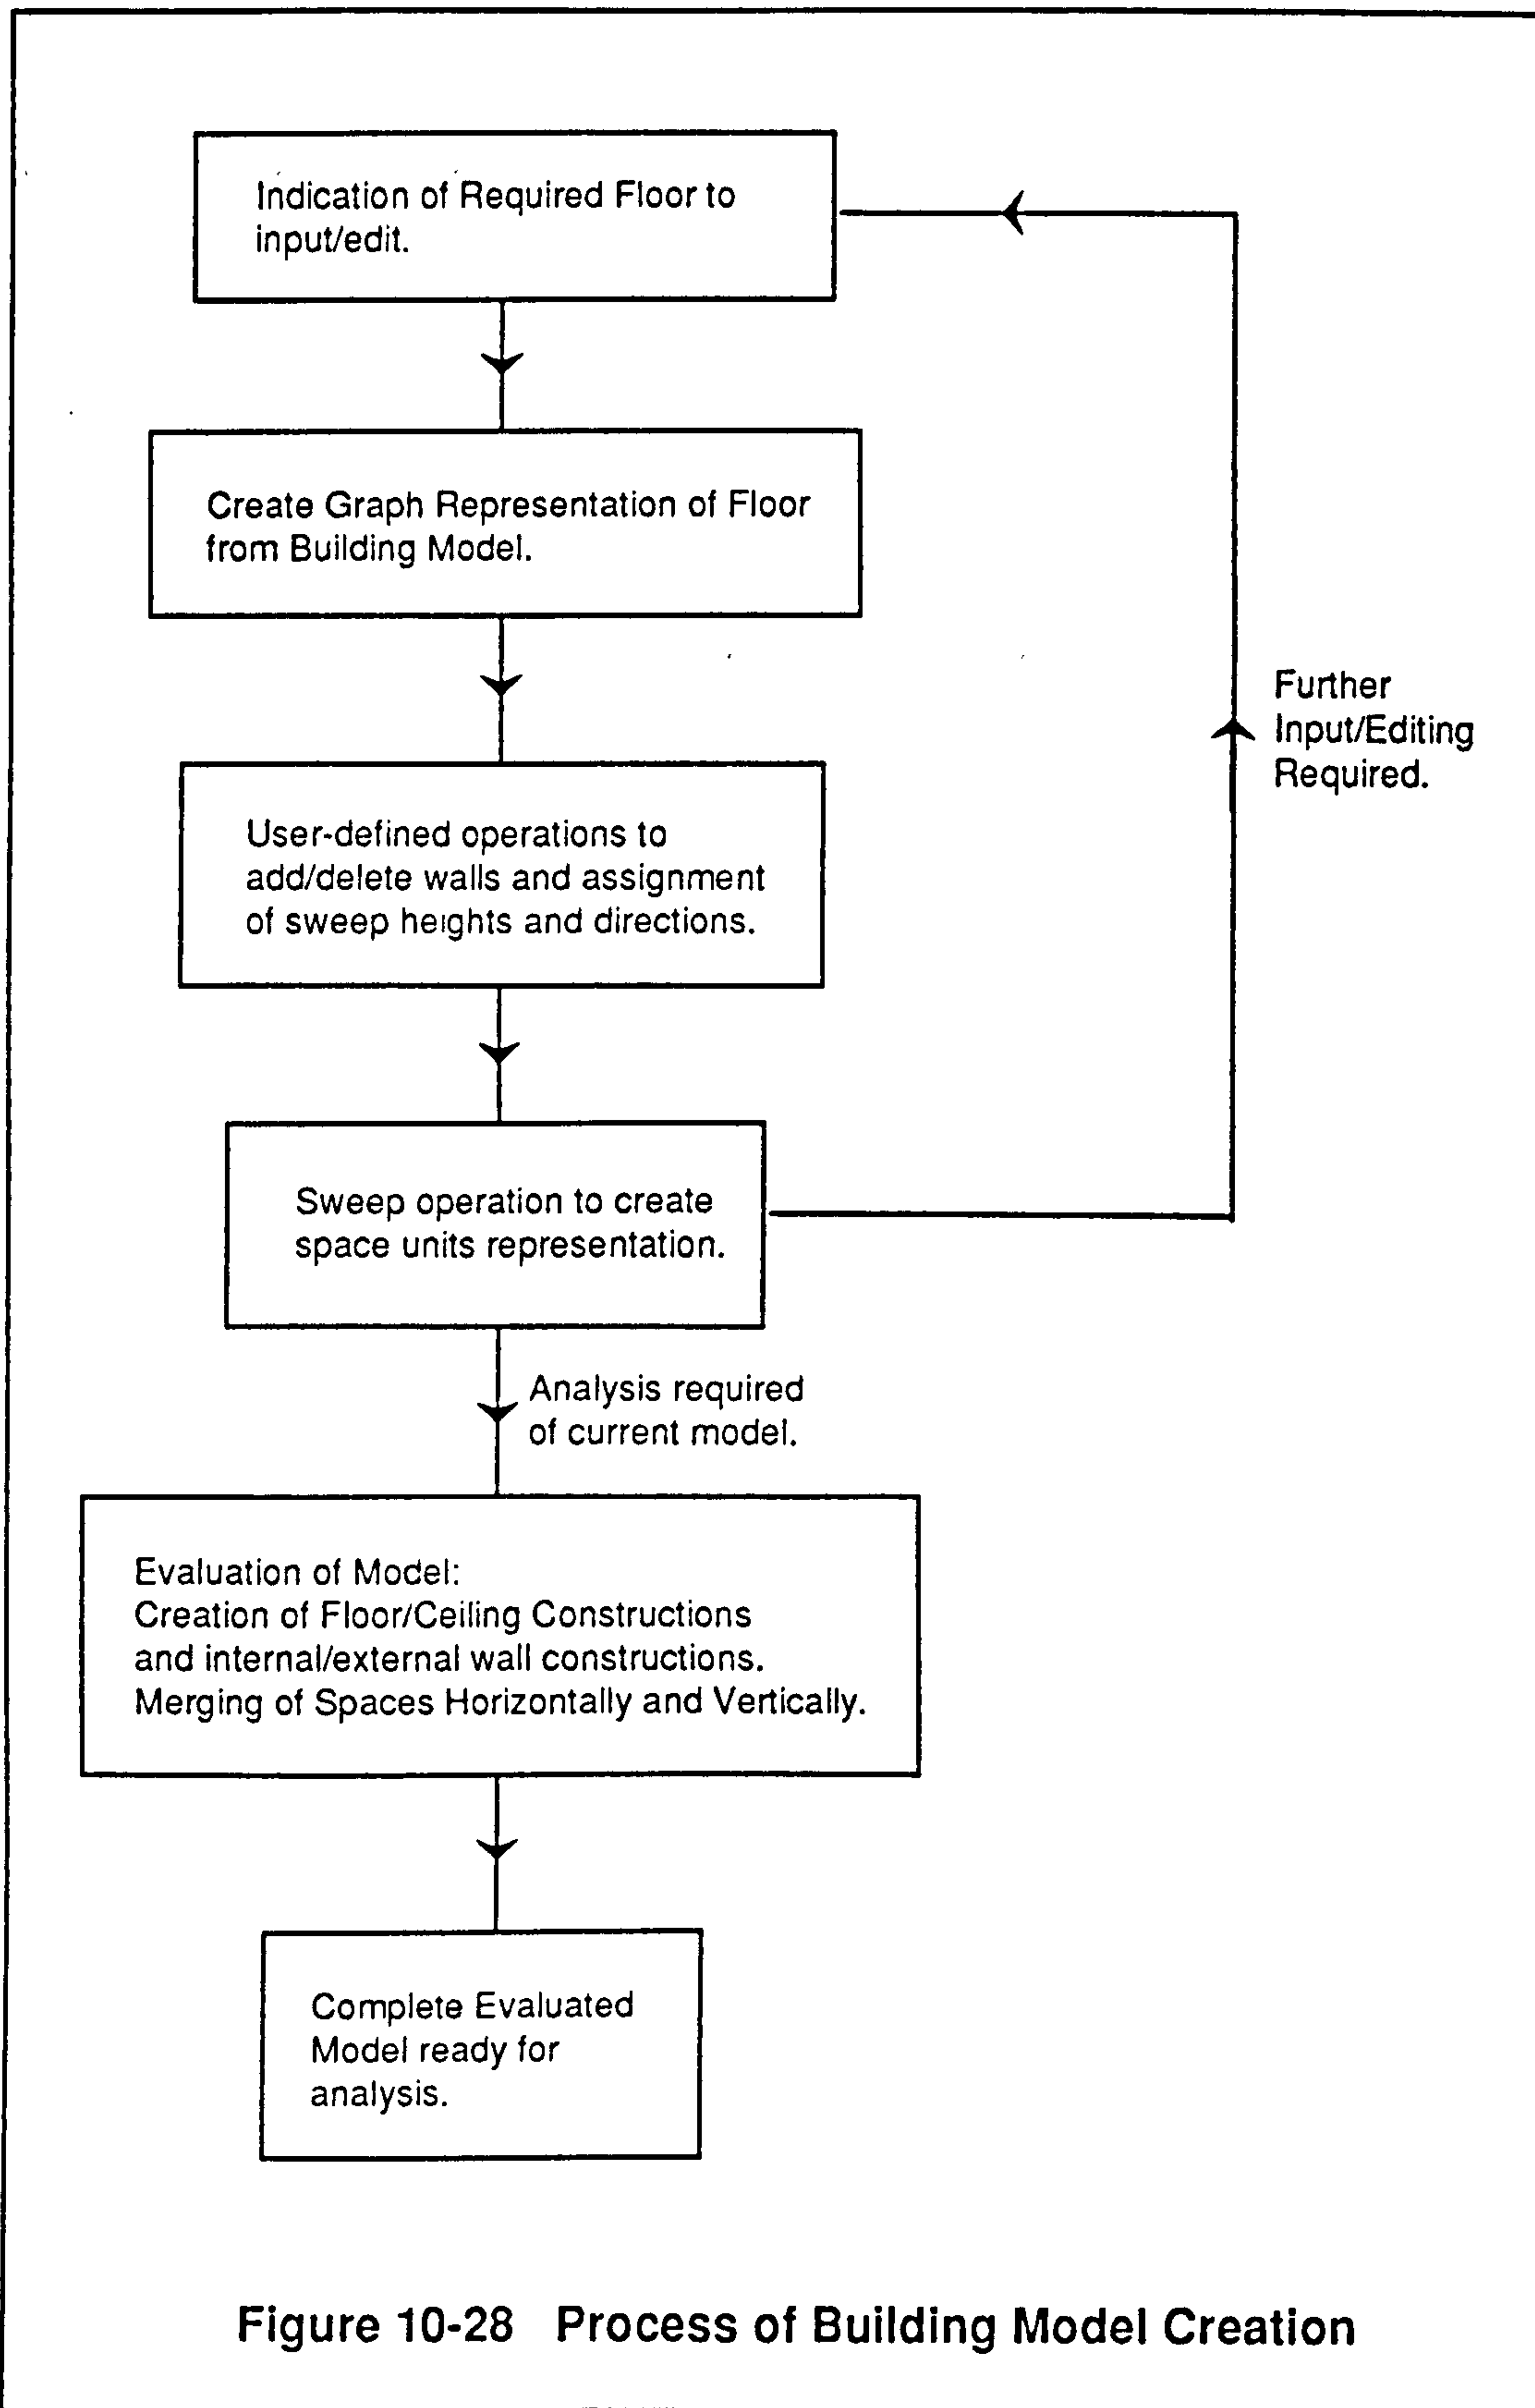 Indication of Required Floor to
input/edit.
Create Graph Representation of Floor
from Building Model.
Further
Input/Editing
Required.
User-defined operations to
add/delete walls and assignment
of sweep heights and directions.
Sweep operation to create
space units representation.
Analysis required
of current model.
Evaluation of Model:
Creation of Floor/Ceiling Constructions
and internal/external wall constructions.
Merging of Spaces Horizontally and Vertically.
Complete Evaluated
Model ready for
analysis.
Figure 10-28 Process of Building Model Creation